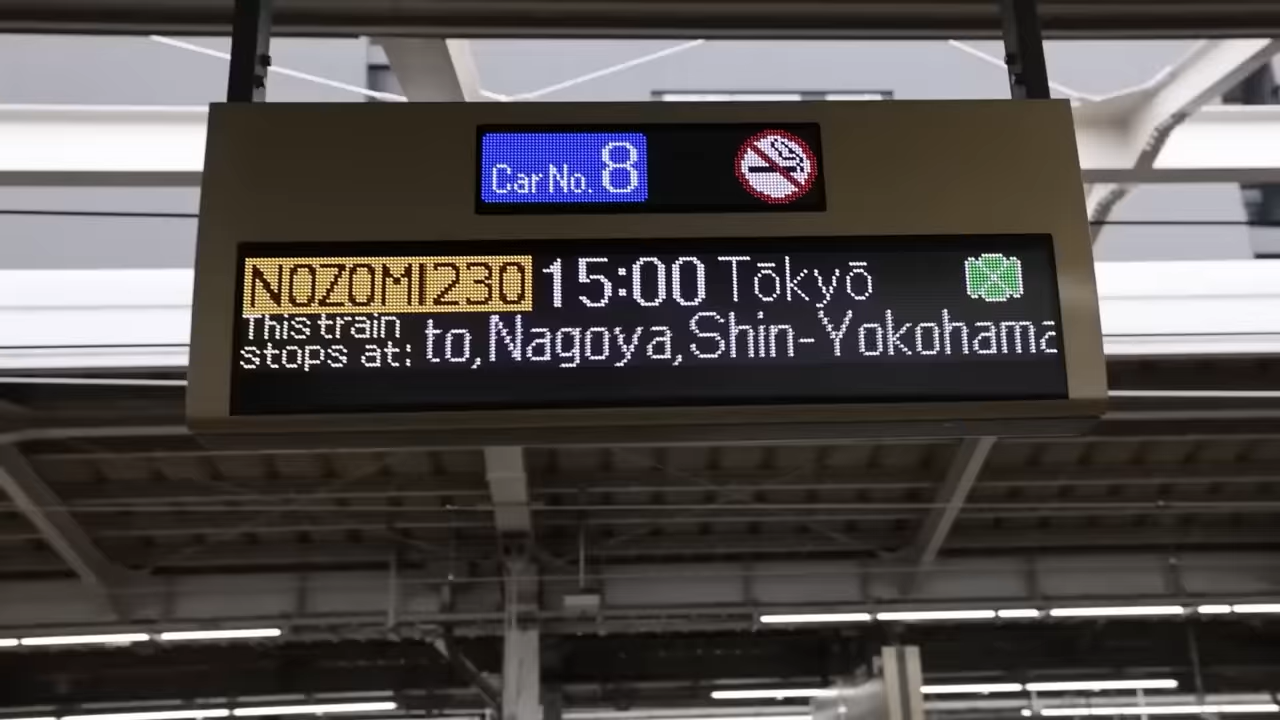 Car No. 8
NOZOMI230 15:00 Tōkyō
This train
stops at: to,Nagoya,Shin-Yokohama